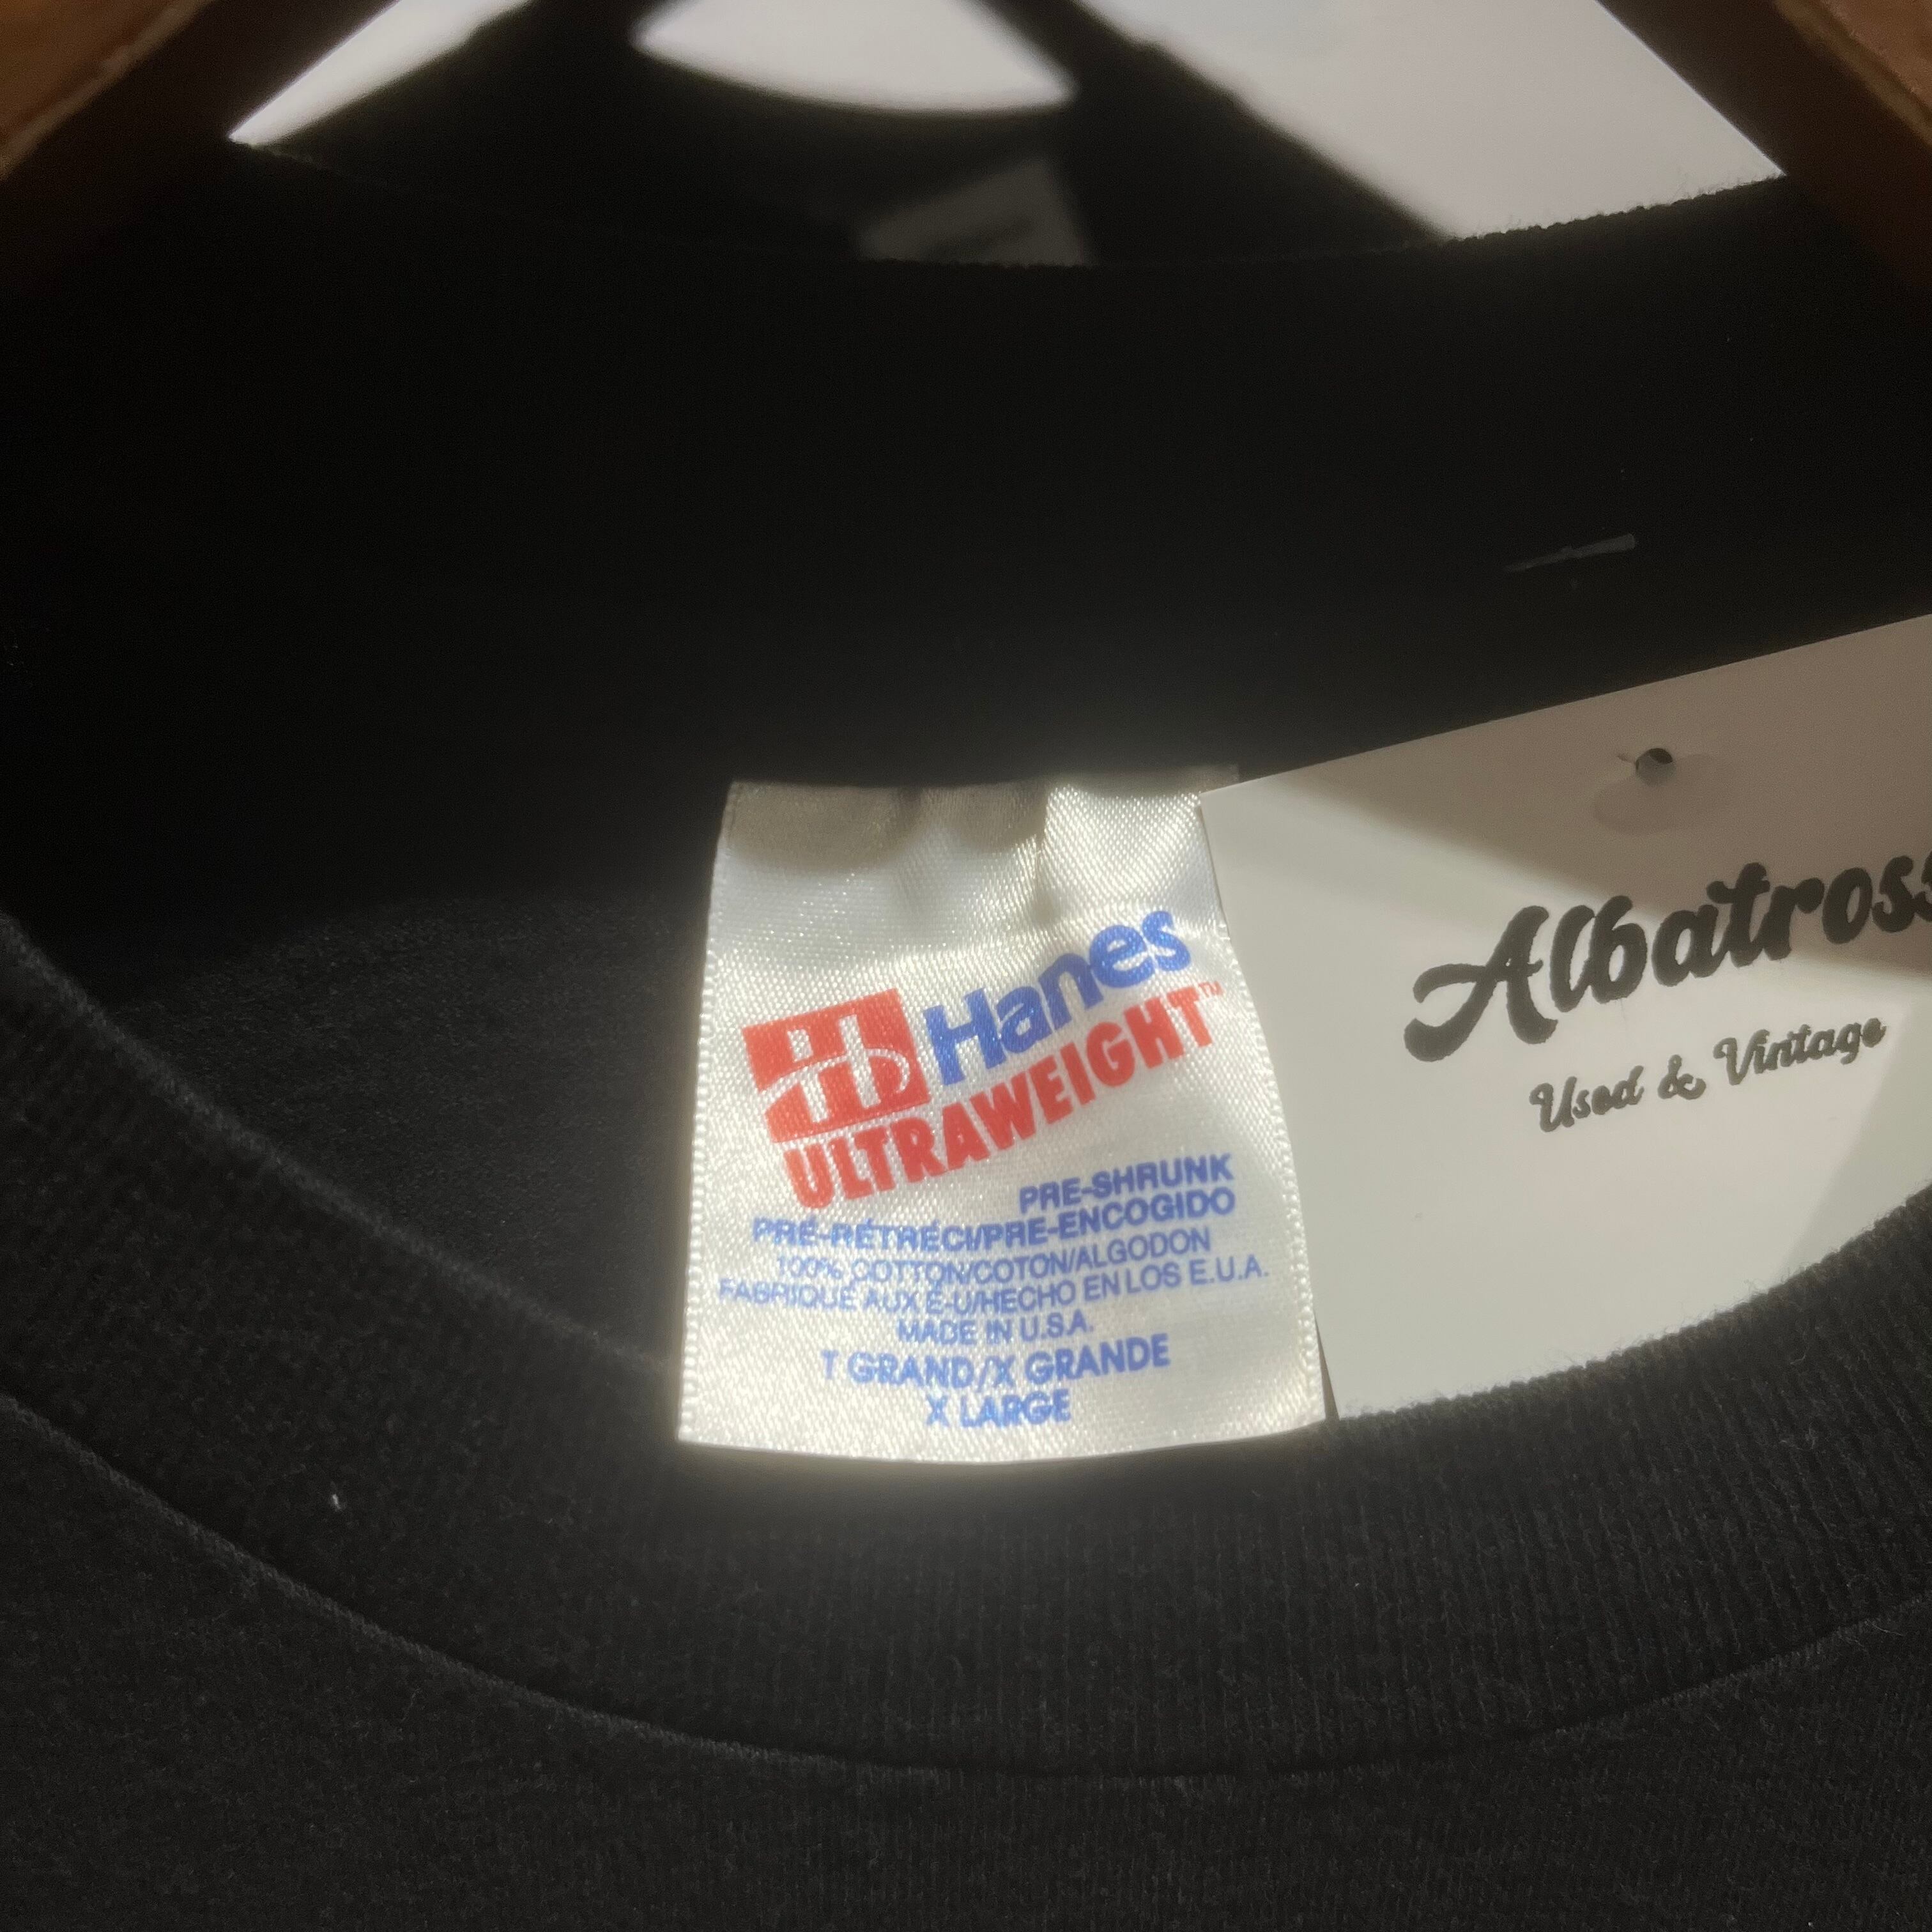 Hanes
ULTRAWEIGHT™
PRE-SHRUNK
PRÉ-RÉTRÉCI/PRE-ENCOGIDO
100% COTTON/COTON/ALGODON
FABRIQUÉ AUX É-U/HECHO EN LOS E.U.A.
MADE IN U.S.A.
T GRAND/X GRANDE
X LARGE
Albatross
Used & Vintage